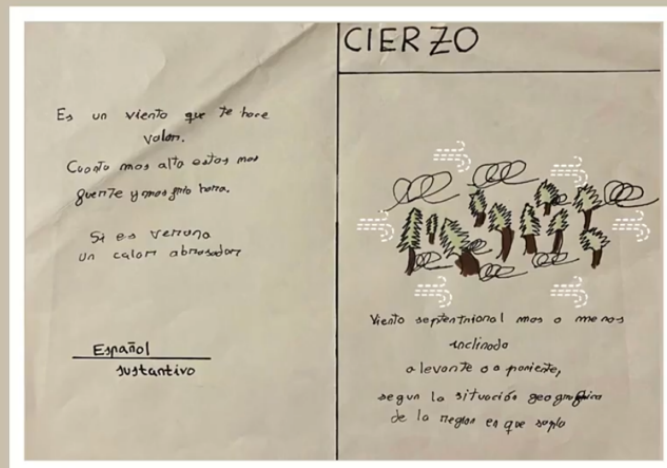 Es un viento que te hace
volar.
Cuanto mas alto estas mas
fuerte y mas frio hara.
Si es verano
un calor abrasador
Español
sustantivo
CIERZO
Viento septentrional mas o menos
inclinado
a levante o a poniente,
segun la situación geografica
de la region en que sopla